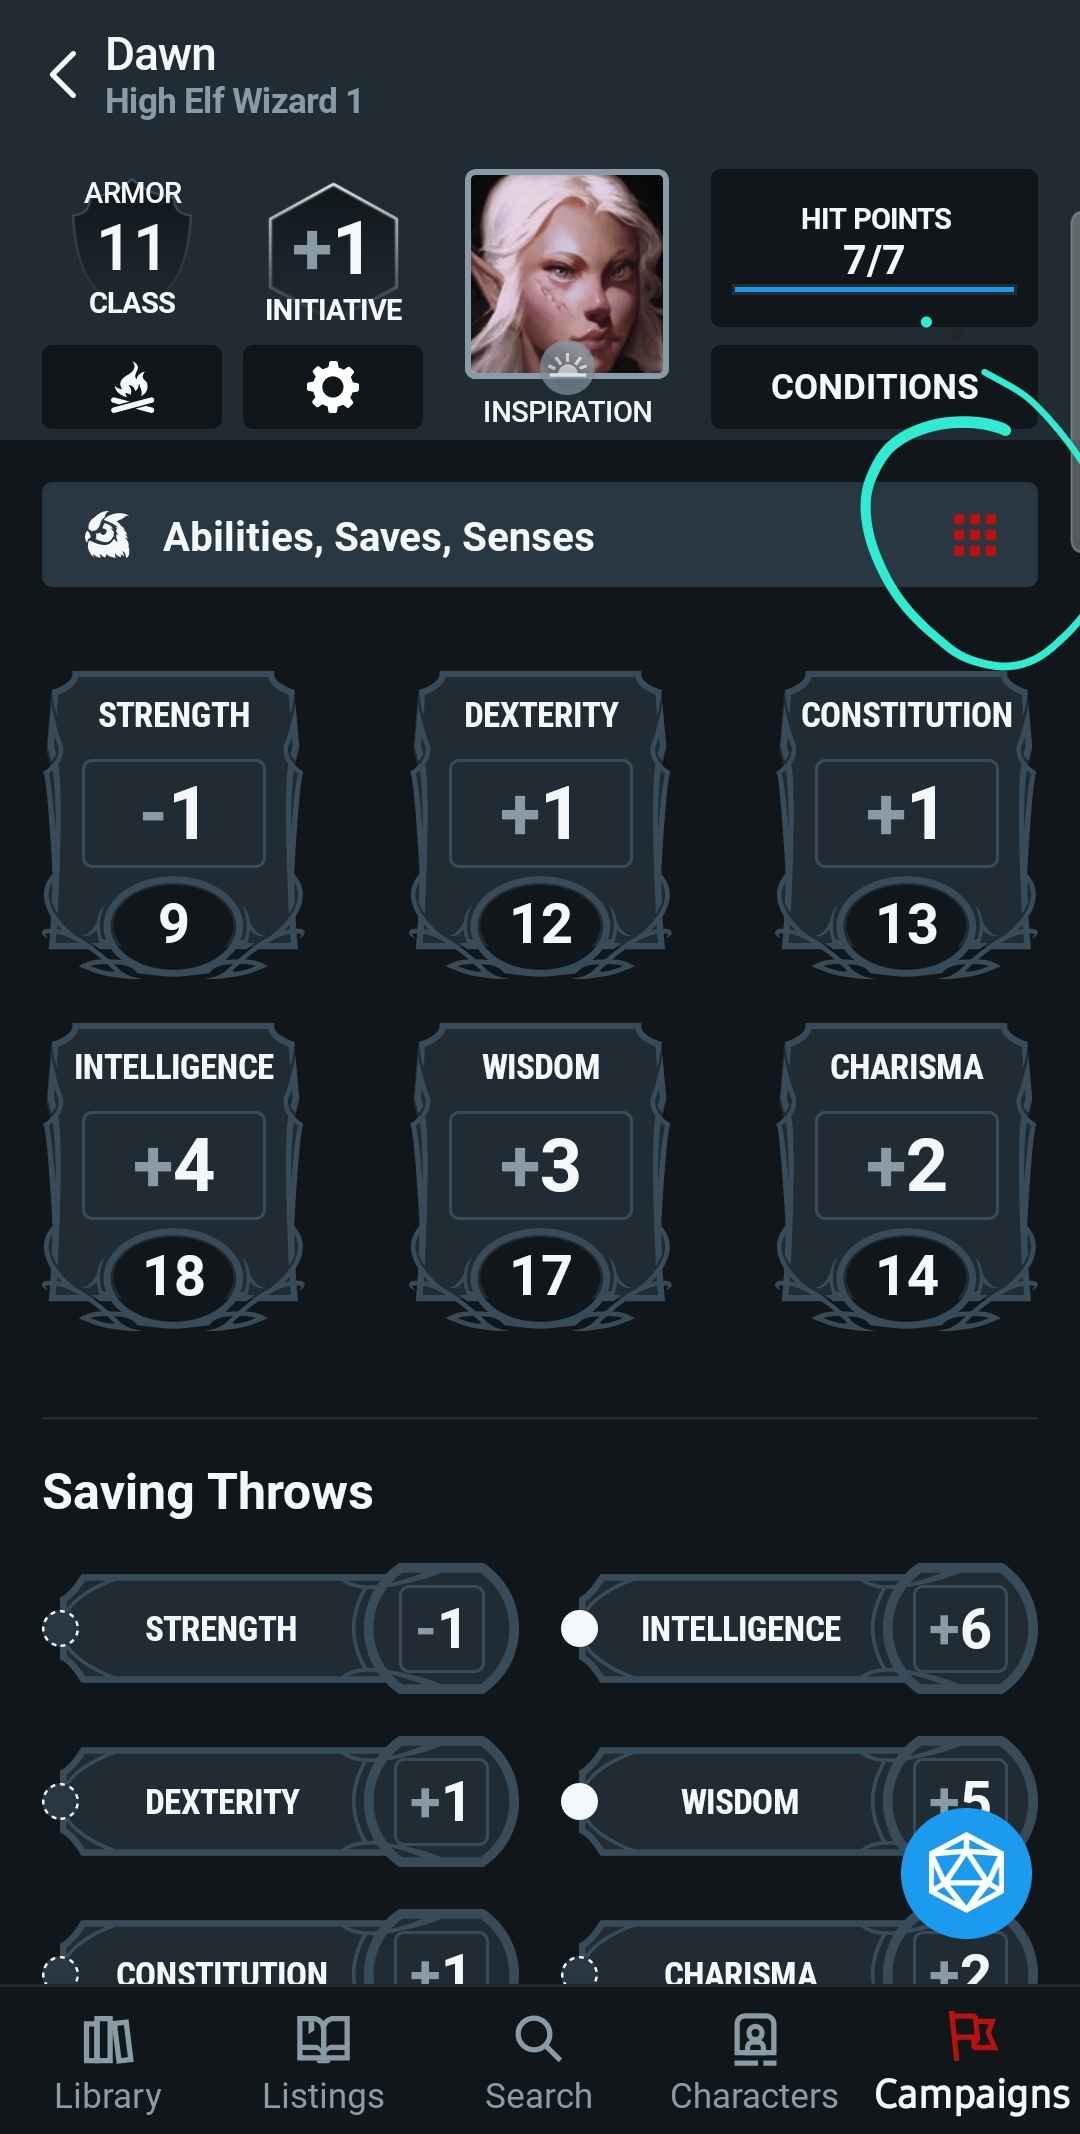 Dawn
High Elf Wizard 1
ARMOR
11
CLASS
+1
INITIATIVE
INSPIRATION
HIT POINTS
7/7
CONDITIONS
Abilities, Saves, Senses
STRENGTH
-1
9
DEXTERITY
+1
12
CONSTITUTION
+1
13
INTELLIGENCE
+4
18
WISDOM
+3
17
CHARISMA
+2
14
Saving Throws
STRENGTH -1
INTELLIGENCE +6
DEXTERITY +1
WISDOM +5
CONSTITUTION +1
CHARISMA +2
Library
Listings
Search
Characters
Campaigns